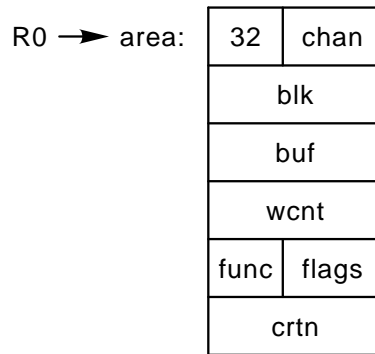 R0 → area: 32 chan
blk
buf
wcnt
func flags
crtn